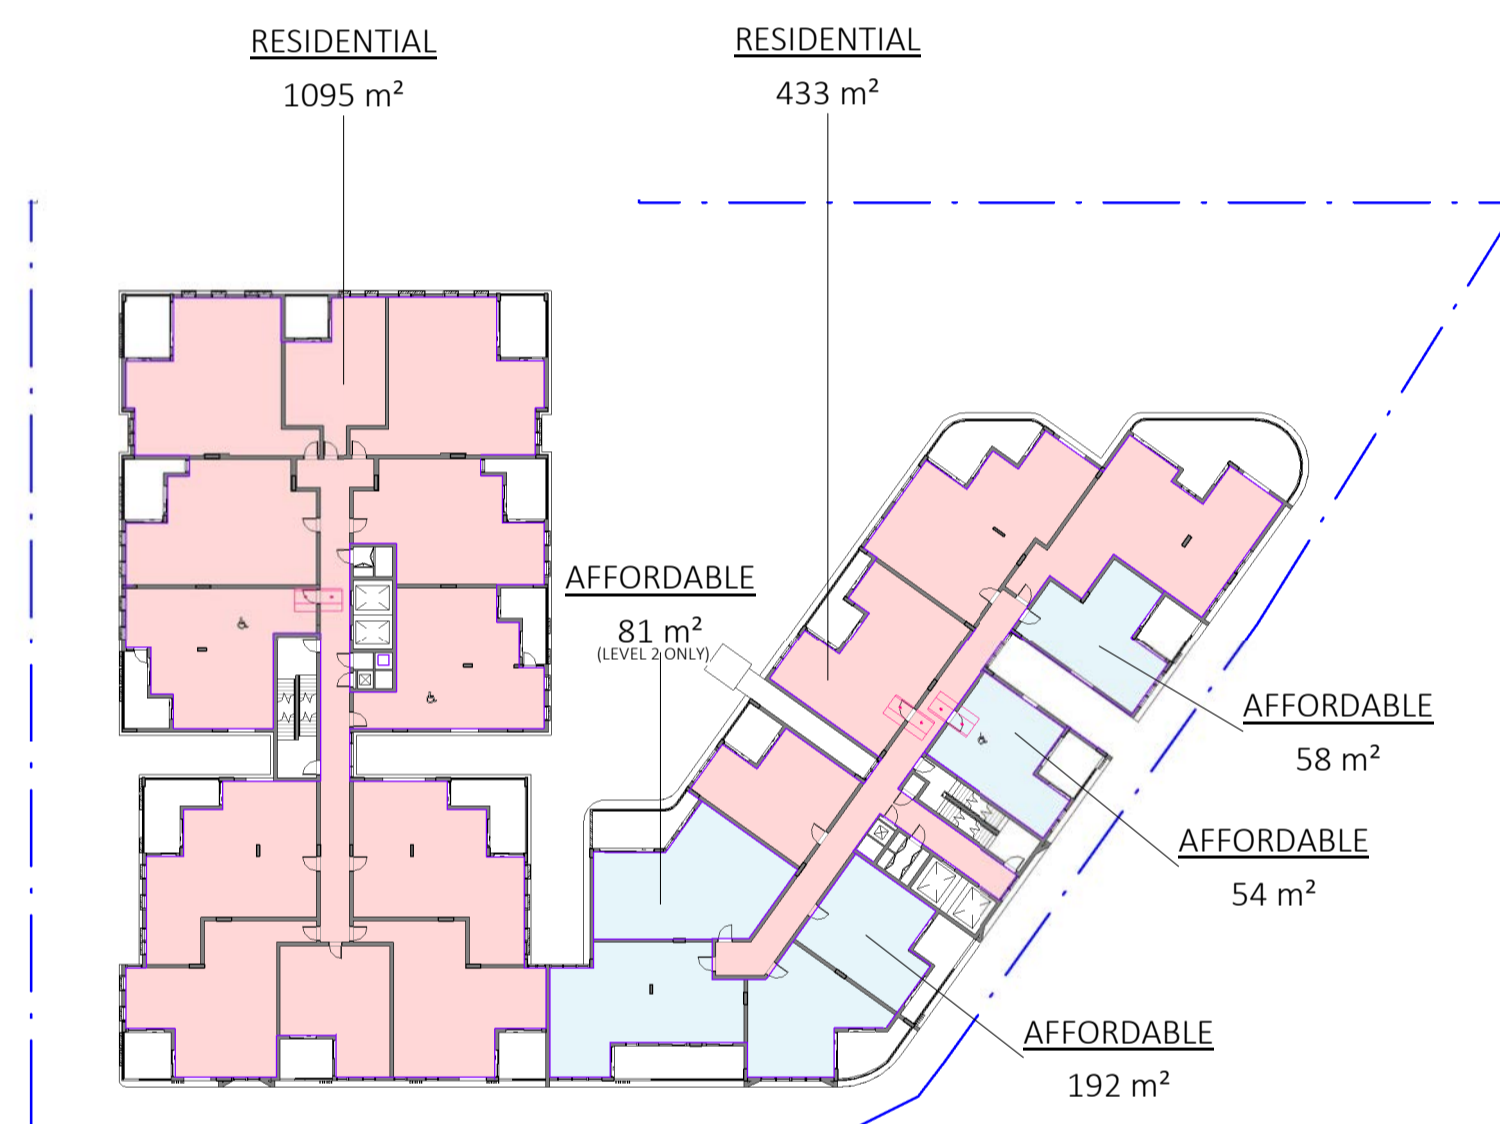 RESIDENTIAL
1095 m²
RESIDENTIAL
433 m²
AFFORDABLE
81 m²
(LEVEL 2 ONLY)
AFFORDABLE
58 m²
AFFORDABLE
54 m²
AFFORDABLE
192 m²